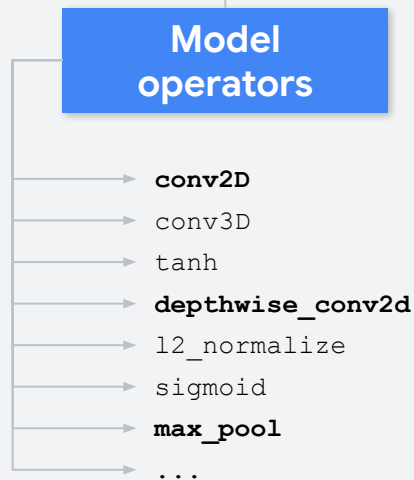 Model
operators
conv2D
conv3D
tanh
depthwise_conv2d
l2_normalize
sigmoid
max_pool
...